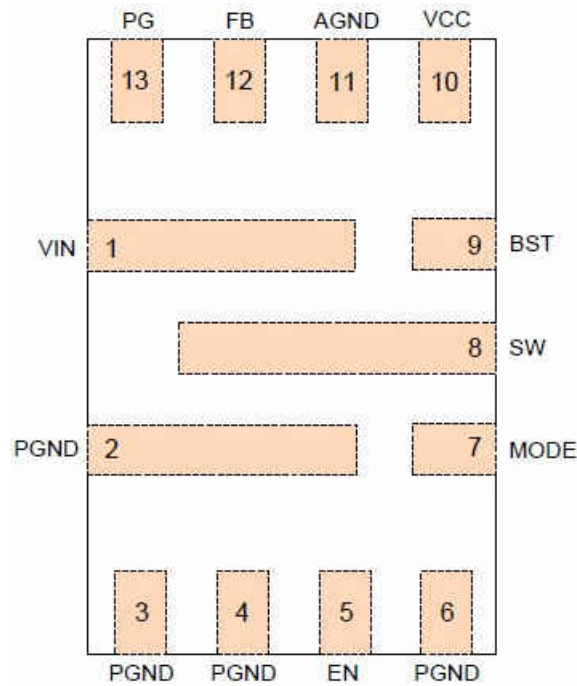 PG FB AGND VCC
13 12 11 10
VIN 1 9 BST
8 SW
PGND 2 7 MODE
3 4 5 6
PGND PGND EN PGND